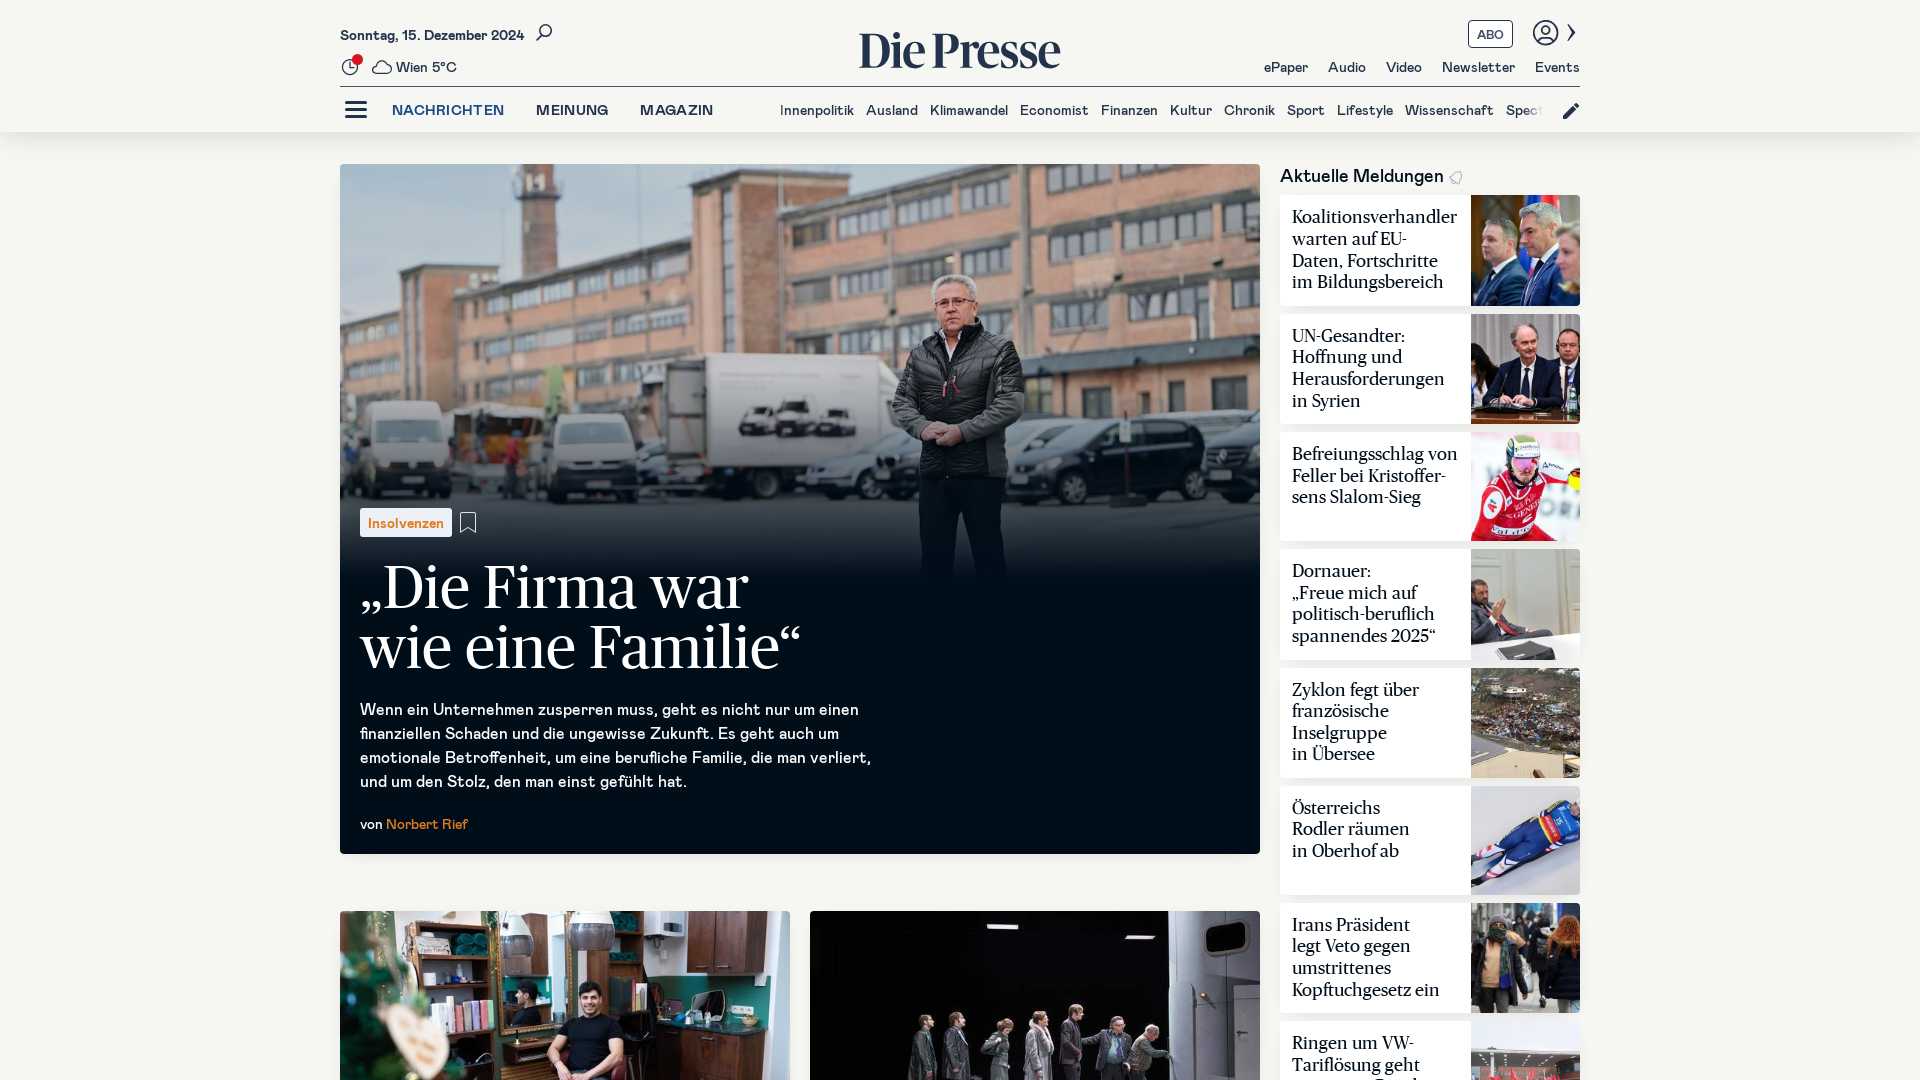 Sonntag, 15. Dezember 2024
Wien 5°C
Die Presse
ABO
ePaper Audio Video Newsletter Events
NACHRICHTEN MEINUNG MAGAZIN
Innenpolitik Ausland Klimawandel Economist Finanzen Kultur Chronik Sport Lifestyle Wissenschaft Spect
Insolvenzen
„Die Firma war
wie eine Familie“
Wenn ein Unternehmen zusperren muss, geht es nicht nur um einen
finanziellen Schaden und die ungewisse Zukunft. Es geht auch um
emotionale Betroffenheit, um eine berufliche Familie, die man verliert,
und um den Stolz, den man einst gefühlt hat.
von Norbert Rief
Aktuelle Meldungen
Koalitionsverhandler
warten auf EU-
Daten, Fortschritte
im Bildungsbereich
UN-Gesandter:
Hoffnung und
Herausforderungen
in Syrien
Befreiungsschlag von
Feller bei Kristoffer-
sens Slalom-Sieg
Dornauer:
„Freue mich auf
politisch-beruflich
spannendes 2025“
Zyklon fegt über
französische
Inselgruppe
in Übersee
Österreichs
Rodler räumen
in Oberhof ab
Irans Präsident
legt Veto gegen
umstrittenes
Kopftuchgesetz ein
Ringen um VW-
Tariflösung geht